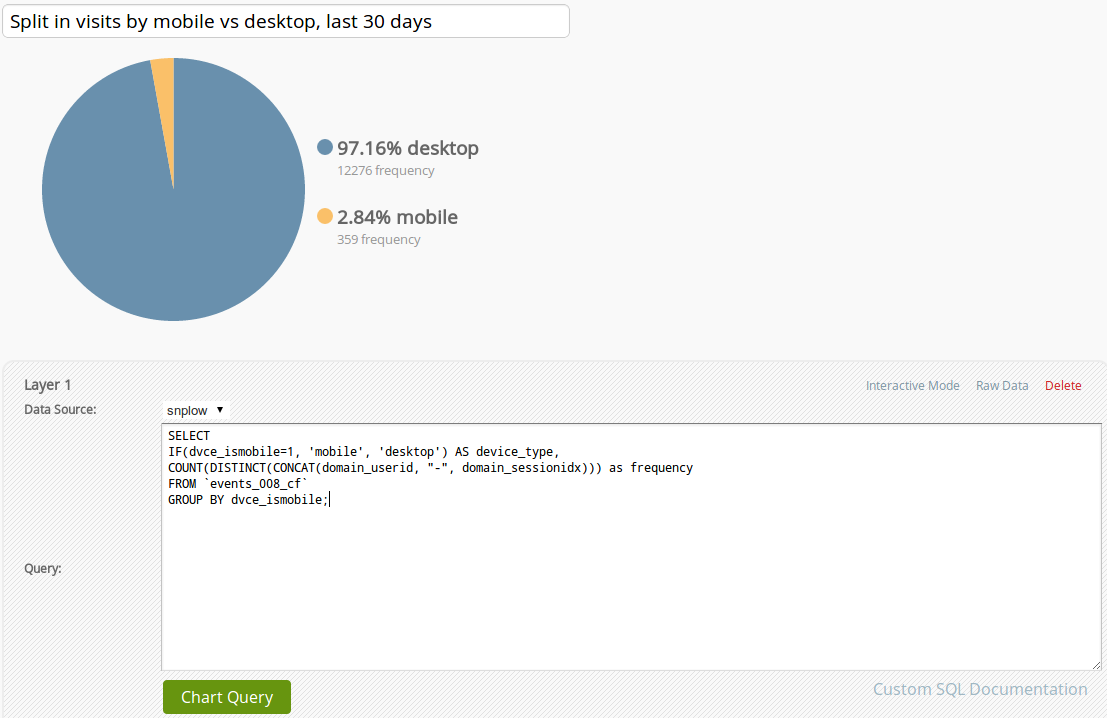 Split in visits by mobile vs desktop, last 30 days
97.16% desktop
12276 frequency
2.84% mobile
359 frequency
Layer 1
Interactive Mode Raw Data Delete
Data Source: snplow
SELECT
IF(dvce_ismobile=1, 'mobile', 'desktop') AS device_type,
COUNT(DISTINCT(CONCAT(domain_userid, "-", domain_sessionidx))) as frequency
FROM `events_008_cf`
GROUP BY dvce_ismobile;
Query:
Chart Query
Custom SQL Documentation